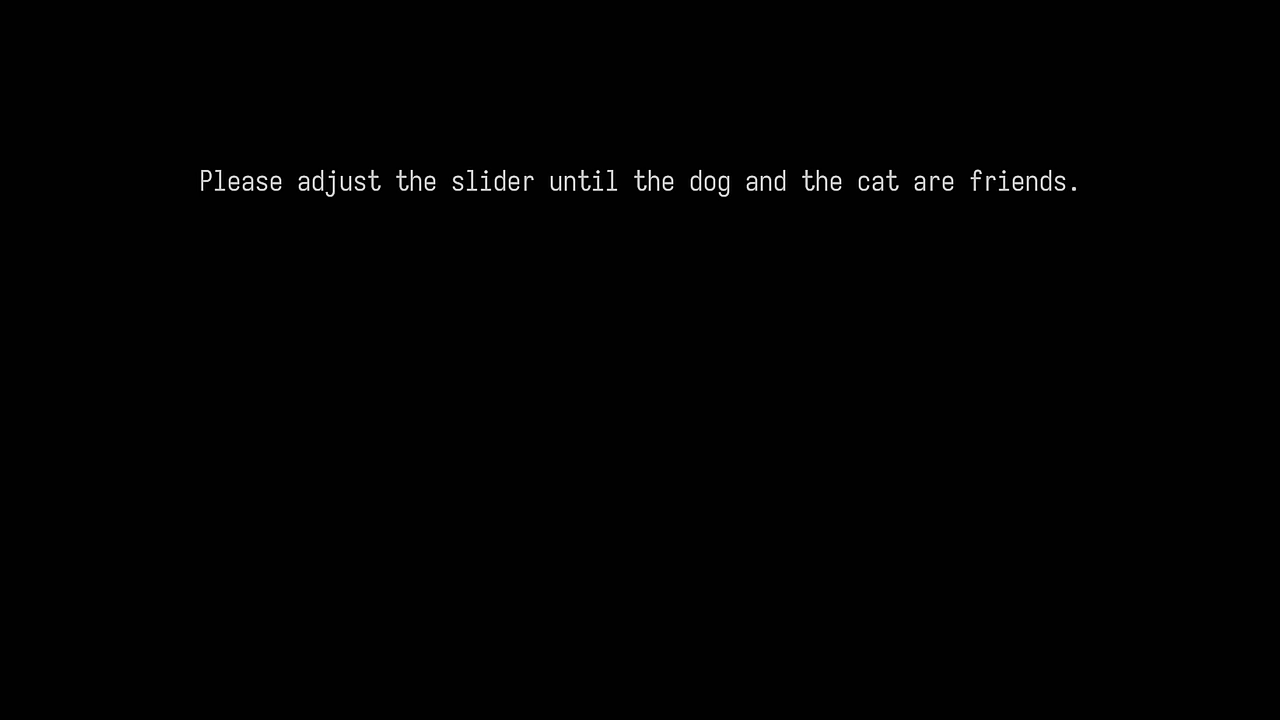 Please adjust the slider until the dog and the cat are friends.